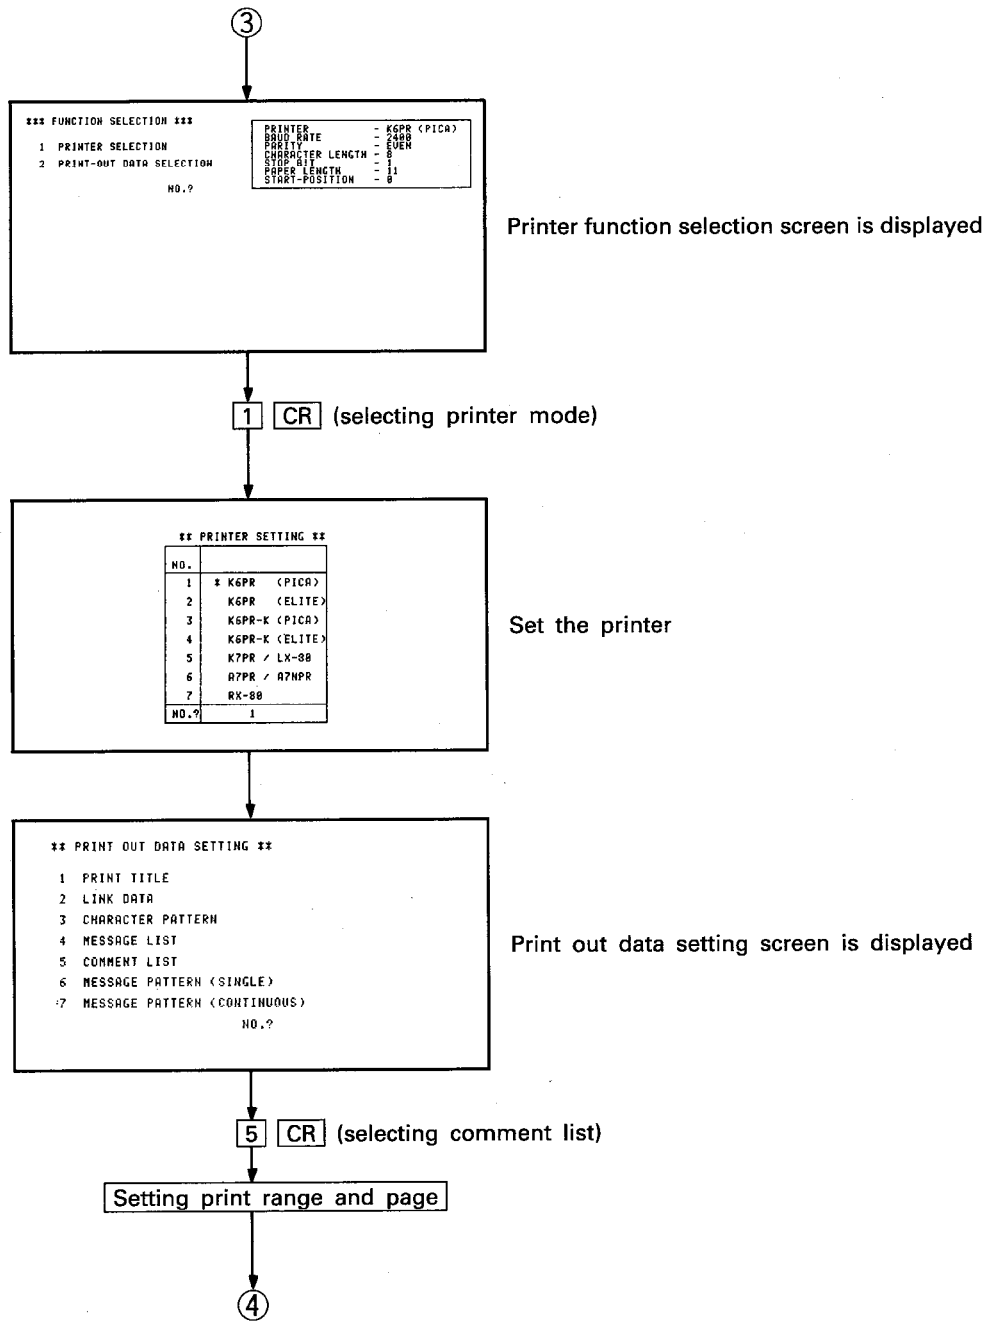 ③
*** FUNCTION SELECTION ***
1 PRINTER SELECTION
2 PRINT-OUT DATA SELECTION
NO.?
PRINTER - K6PR (PICA)
BAUD RATE - 2400
PARITY - EVEN
CHARACTER LENGTH - 8
STOP BIT - 1
PAPER LENGTH - 11
START-POSITION - 0
Printer function selection screen is displayed
1 CR (selecting printer mode)
** PRINTER SETTING **
NO.
1 * K6PR (PICA)
2 K6PR (ELITE)
3 K6PR-K (PICA)
4 K6PR-K (ELITE)
5 K7PR / LX-80
6 A7PR / A7NPR
7 RX-80
NO.? 1
Set the printer
** PRINT OUT DATA SETTING **
1 PRINT TITLE
2 LINK DATA
3 CHARACTER PATTERN
4 MESSAGE LIST
5 COMMENT LIST
6 MESSAGE PATTERN (SINGLE)
7 MESSAGE PATTERN (CONTINUOUS)
NO.?
Print out data setting screen is displayed
5 CR (selecting comment list)
Setting print range and page
④